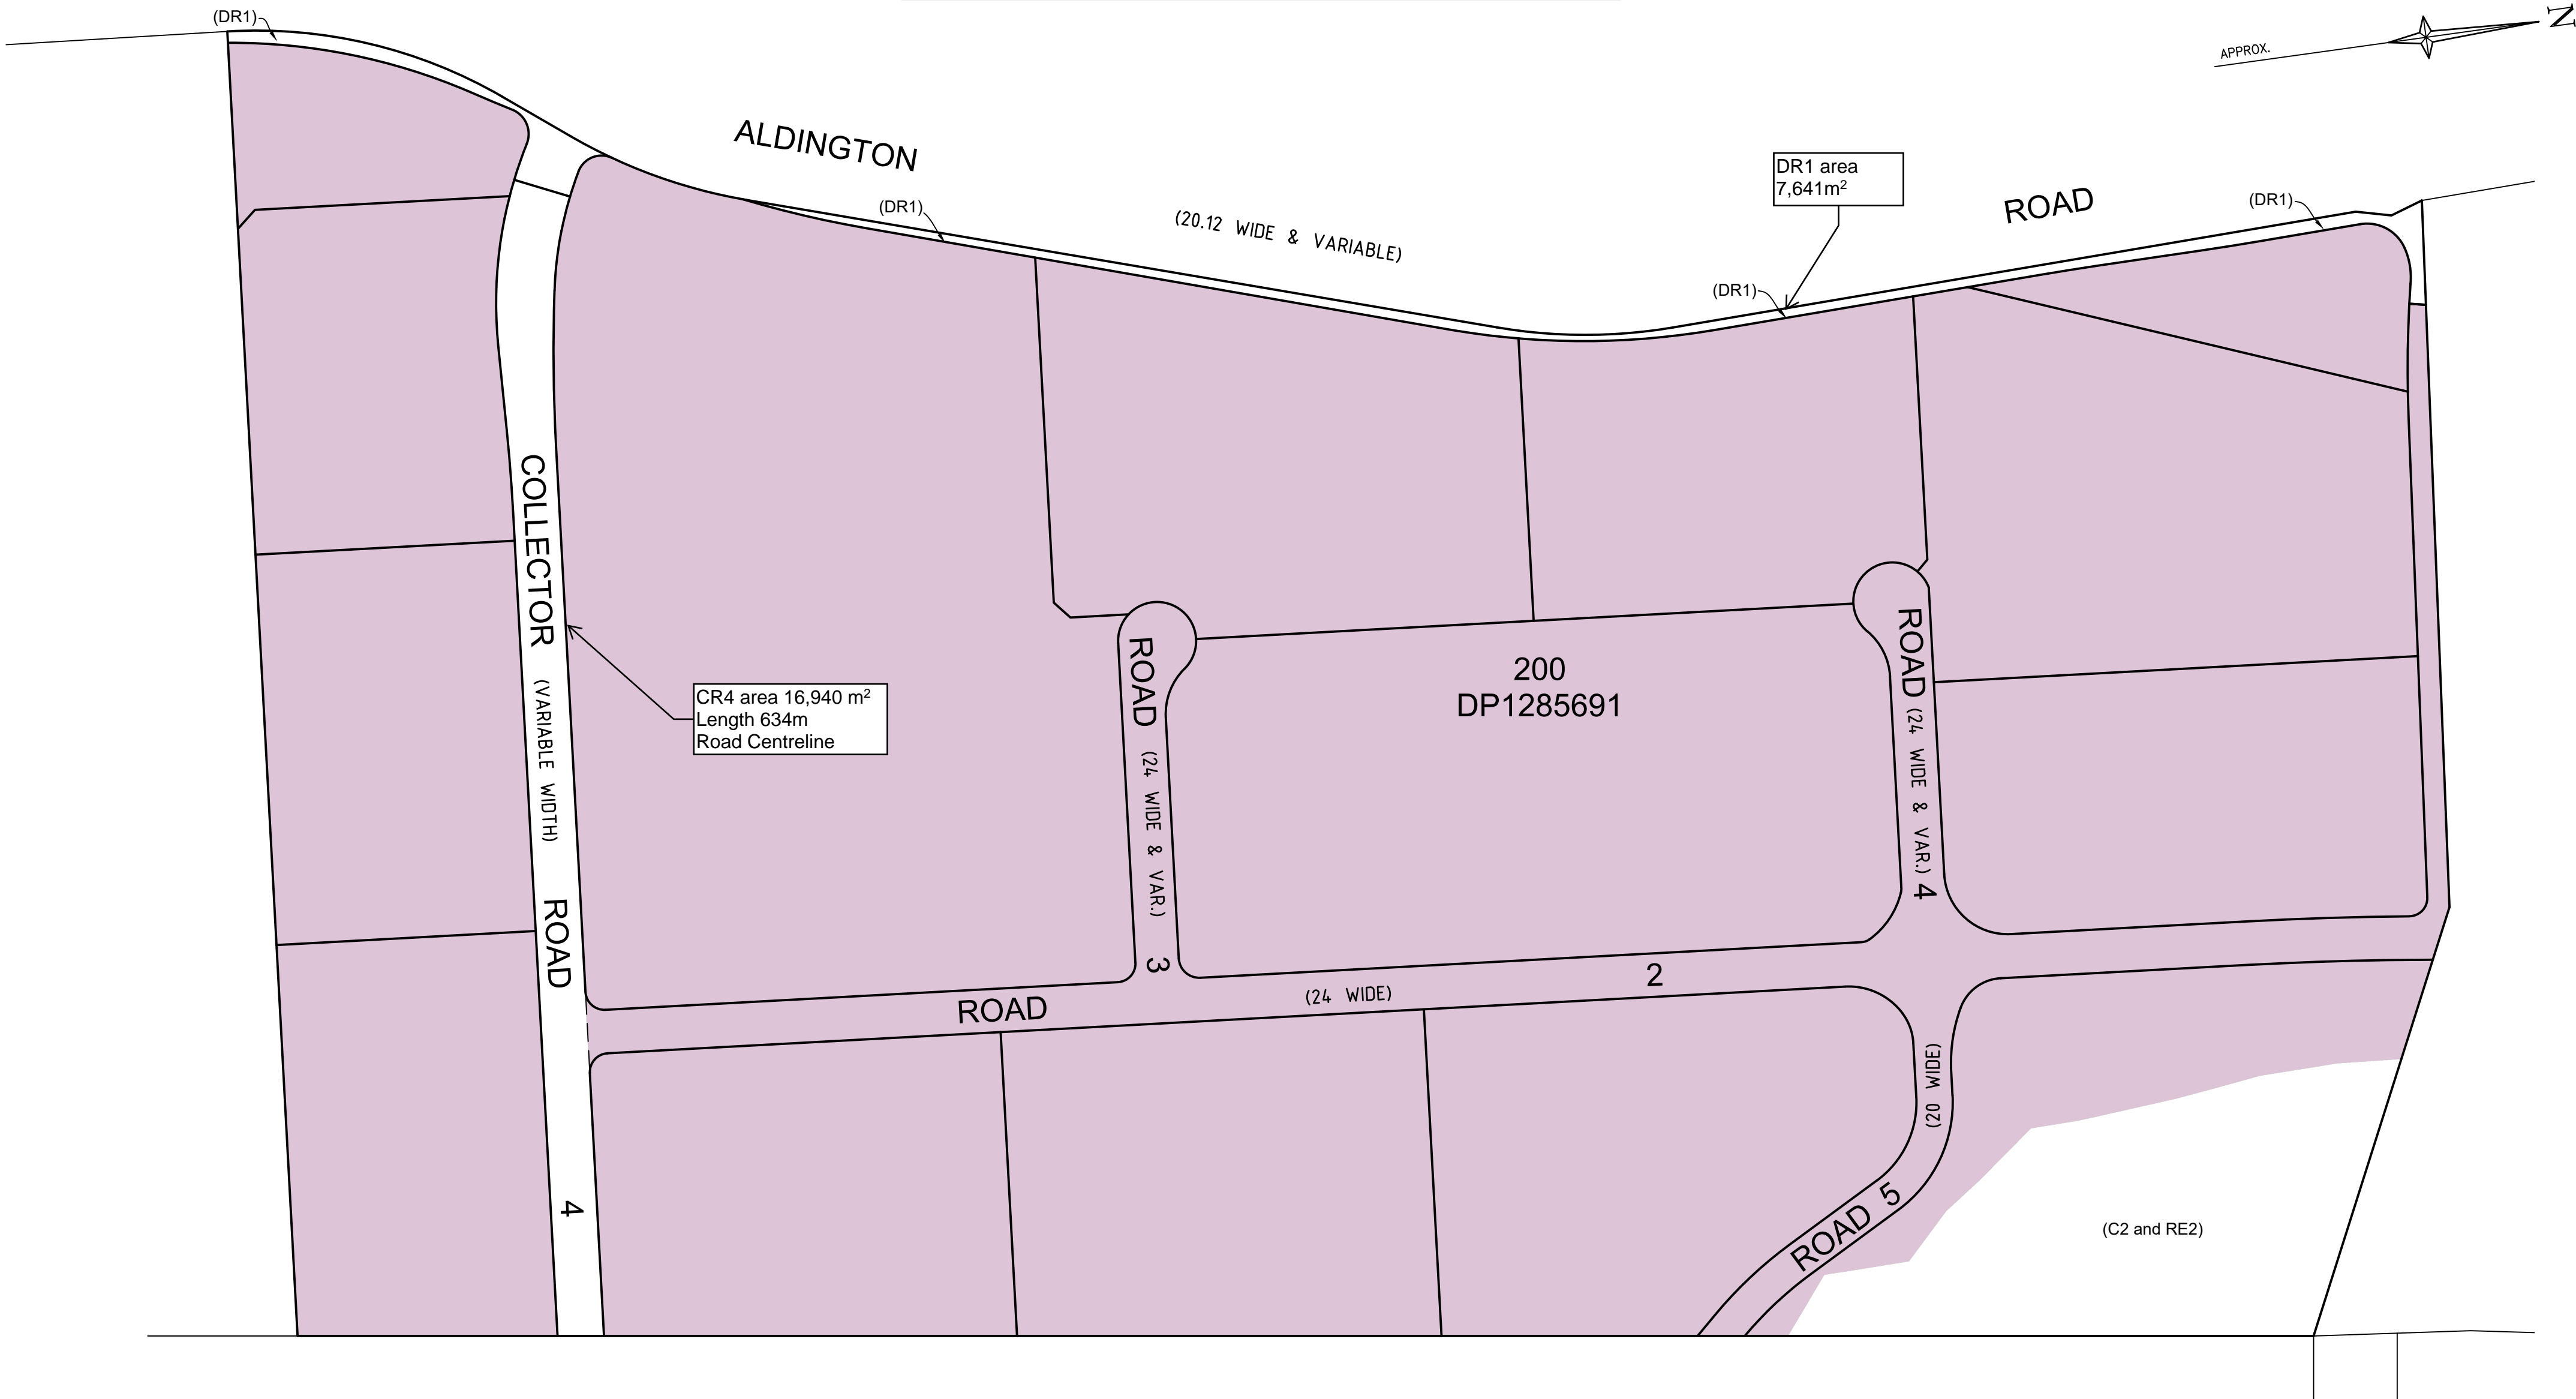 (DR1)
N
APPROX.
ALDINGTON
ROAD
(20.12 WIDE & VARIABLE)
DR1 area
7,641m²
(DR1)
(DR1)
(DR1)
COLLECTOR
(VARIABLE WIDTH)
ROAD
4
CR4 area 16,940 m²
Length 634m
Road Centreline
ROAD
(24 WIDE & VAR.)
3
200
DP1285691
ROAD
(24 WIDE & VAR.)
4
ROAD
(24 WIDE)
2
(20 WIDE)
ROAD 5
(C2 and RE2)